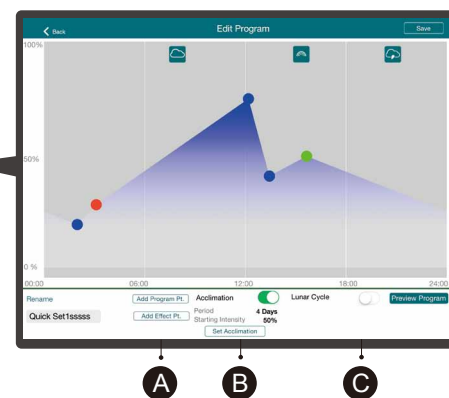 Back
Edit Program
Save
100%
50%
0 %
00:00 06:00 12:00 18:00 24:00
Rename
Add Program Pt.
Acclimation
Lunar Cycle
Preview Program
Quick Set1sssss
Add Effect Pt.
Period 4 Days
Starting Intensity 50%
Set Acclimation
A B C